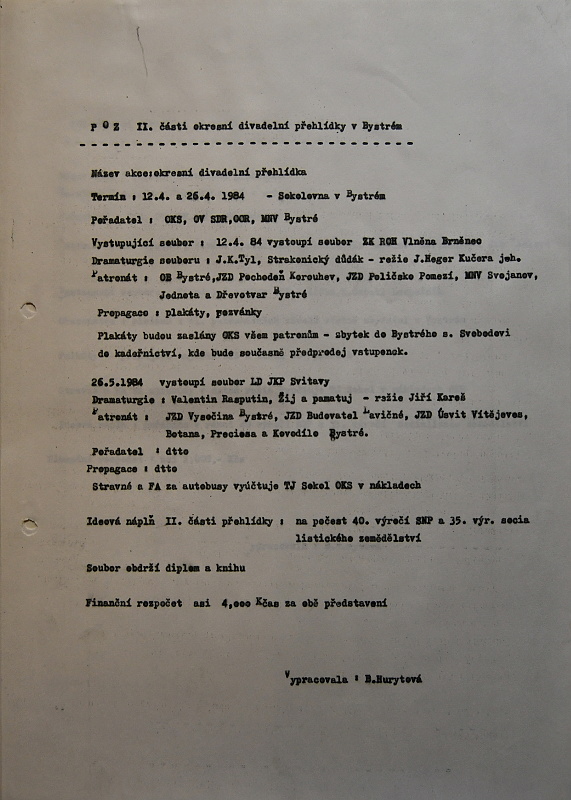 P O Z   II. části okresní divadelní přehlídky v Bystrém
- - - - - - - - - - - - - - - - - - - - - - - - - - - -
Název akce:okresní divadelní přehlídka
Termín : 12.4. a 26.4. 1984   - Sokolovna v Bystrém
Pořadatel : OKS, OV SDR,OOR, MNV Bystré
Vystupující soubor : 12.4. 84 vystoupí soubor ZK ROH Vlněna Brněnec
Dramaturgie souboru : J.K.Tyl, Strakonický důdák - režie J.Heger Kučera jeh.
Patronát : OB Bystré,JZD Pochodeň Korouhev, JZD Poličsko Pomezí, MNV Svojanov,
Jednota a Dřevotvar Bystré
Propagace : plakáty, pozvánky
Plakáty budou zaslány OKS všem patronům - zbytek do Bystrého s. Svobodovi
do kadeřnictví, kde bude současně předprodej vstupenek.
26.5.1984   vystoupí soubor LD JKP Svitavy
Dramaturgie : Valentin Rasputin, Žij a pamatuj  - režie Jiří Kareš
Patronát :   JZD Vysočina Bystré, JZD Budovatel Lavičné, JZD Úsvit Vítějeves,
Botana, Preciosa a Kovodílo Bystré.
Pořadatel : dtto
Propagace : dtto
Stravné a FA za autobusy vyúčtuje TJ Sokol OKS v nákladech
Ideová náplň II. části přehlídky :  na počest 40. výročí SNP a 35. výr. socia
listického zemědělství
Soubor obdrží diplom a knihu
Finanční rozpočet  asi  4,000 Kčas za obě představení
Vypracovala : B.Hurytová